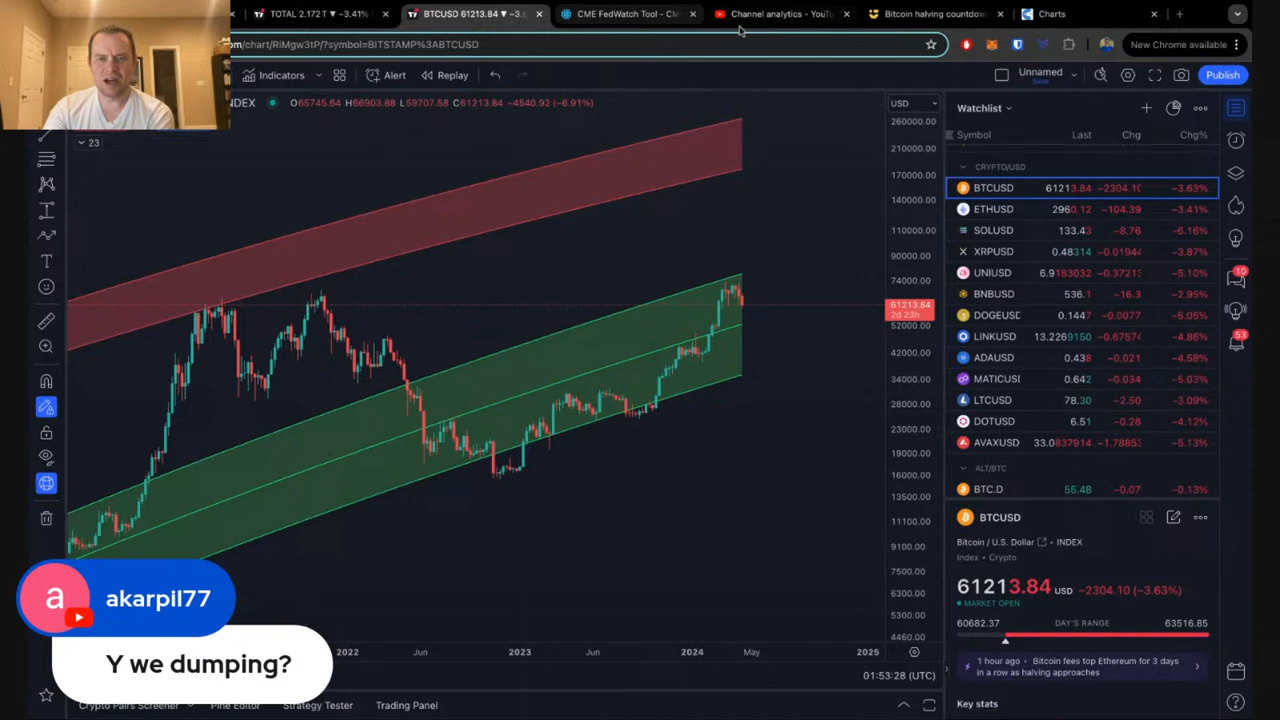 TOTAL 2.172 T ▼ −3.41%
BTCUSD 61213.84 ▼ −3.6
CME FedWatch Tool - CM
Channel analytics - YouTu
Bitcoin halving countdow
Charts
om/chart/RiMgw3tP/?symbol=BITSTAMP%3ABTCUSD
New Chrome available
Indicators
Alert
Replay
Unnamed
Save
Publish
INDEX O65745.64 H66903.88 L59707.58 C61213.84 −4540.92 (−6.91%)
USD
23
260000.00
210000.00
170000.00
140000.00
110000.00
90000.00
74000.00
61213.84
2d 23h
52000.00
42000.00
34000.00
28000.00
23000.00
19000.00
16000.00
13500.00
11100.00
9100.00
7500.00
6300.00
5300.00
4460.00
2022 Jun 2023 Jun 2024 May 2025
01:53:28 (UTC)
Crypto Pairs Screener
Pine Editor
Strategy Tester
Trading Panel
Watchlist
Symbol Last Chg Chg%
CRYPTO/USD
BTCUSD 61213.84 −2304.10 −3.63%
ETHUSD 2960.12 −104.39 −3.41%
SOLUSD 133.43 −8.76 −6.16%
XRPUSD 0.48314 −0.01944 −3.87%
UNIUSD 6.9183032 −0.37213 −5.10%
BNBUSD 536.1 −16.3 −2.95%
DOGEUSD 0.1447 −0.0077 −5.05%
LINKUSD 13.2269150 −0.67574 −4.86%
ADAUSD 0.438 −0.021 −4.58%
MATICUSD 0.642 −0.034 −5.03%
LTCUSD 78.30 −2.50 −3.09%
DOTUSD 6.51 −0.28 −4.12%
AVAXUSD 33.0837914 −1.78853 −5.13%
ALT/BTC
BTC.D 55.48 −0.07 −0.13%
BTCUSD
Bitcoin / U.S. Dollar • INDEX
Index • Crypto
61213.84 USD −2304.10 (−3.63%)
MARKET OPEN
60682.37 DAY'S RANGE 63516.85
1 hour ago • Bitcoin fees top Ethereum for 3 days
in a row as halving approaches
Key stats
10
53
a
akarpil77
Y we dumping?